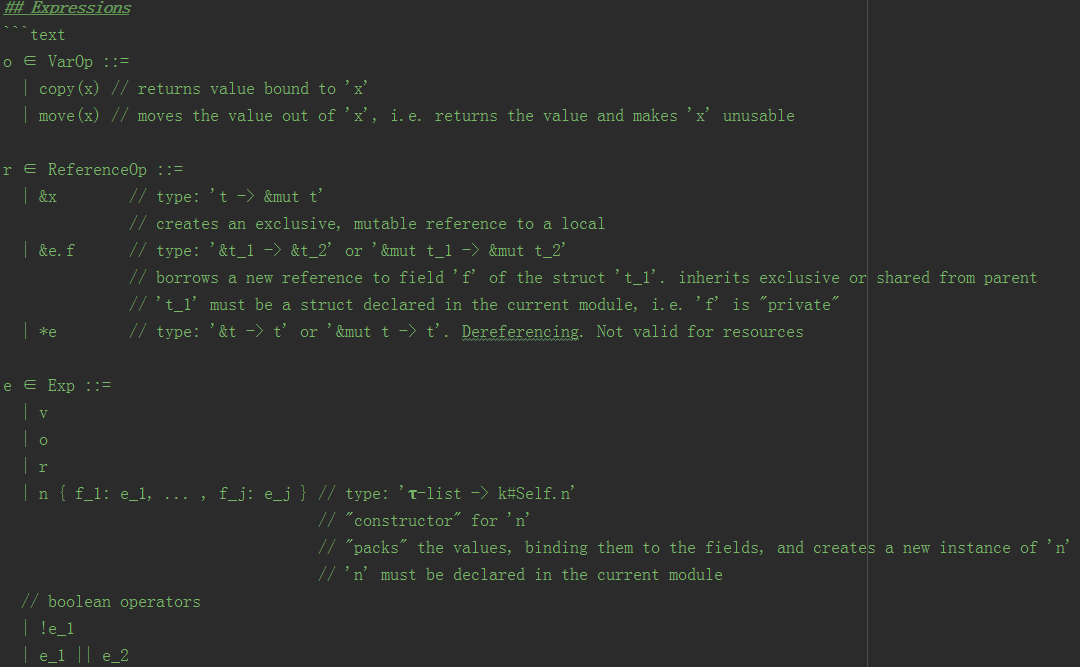 ## Expressions
```text
o ∈ VarOp ::=
| copy(x) // returns value bound to 'x'
| move(x) // moves the value out of 'x', i.e. returns the value and makes 'x' unusable
r ∈ ReferenceOp ::=
| &x // type: 't -> &mut t'
// creates an exclusive, mutable reference to a local
| &e.f // type: '&t_1 -> &t_2' or '&mut t_1 -> &mut t_2'
// borrows a new reference to field 'f' of the struct 't_1'. inherits exclusive or shared from parent
// 't_1' must be a struct declared in the current module, i.e. 'f' is "private"
| *e // type: '&t -> t' or '&mut t -> t'. Dereferencing. Not valid for resources
e ∈ Exp ::=
| v
| o
| r
| n { f_1: e_1, ... , f_j: e_j } // type: 'τ-list -> k#Self.n'
// "constructor" for 'n'
// "packs" the values, binding them to the fields, and creates a new instance of 'n'
// 'n' must be declared in the current module
// boolean operators
| !e_1
| e_1 || e_2